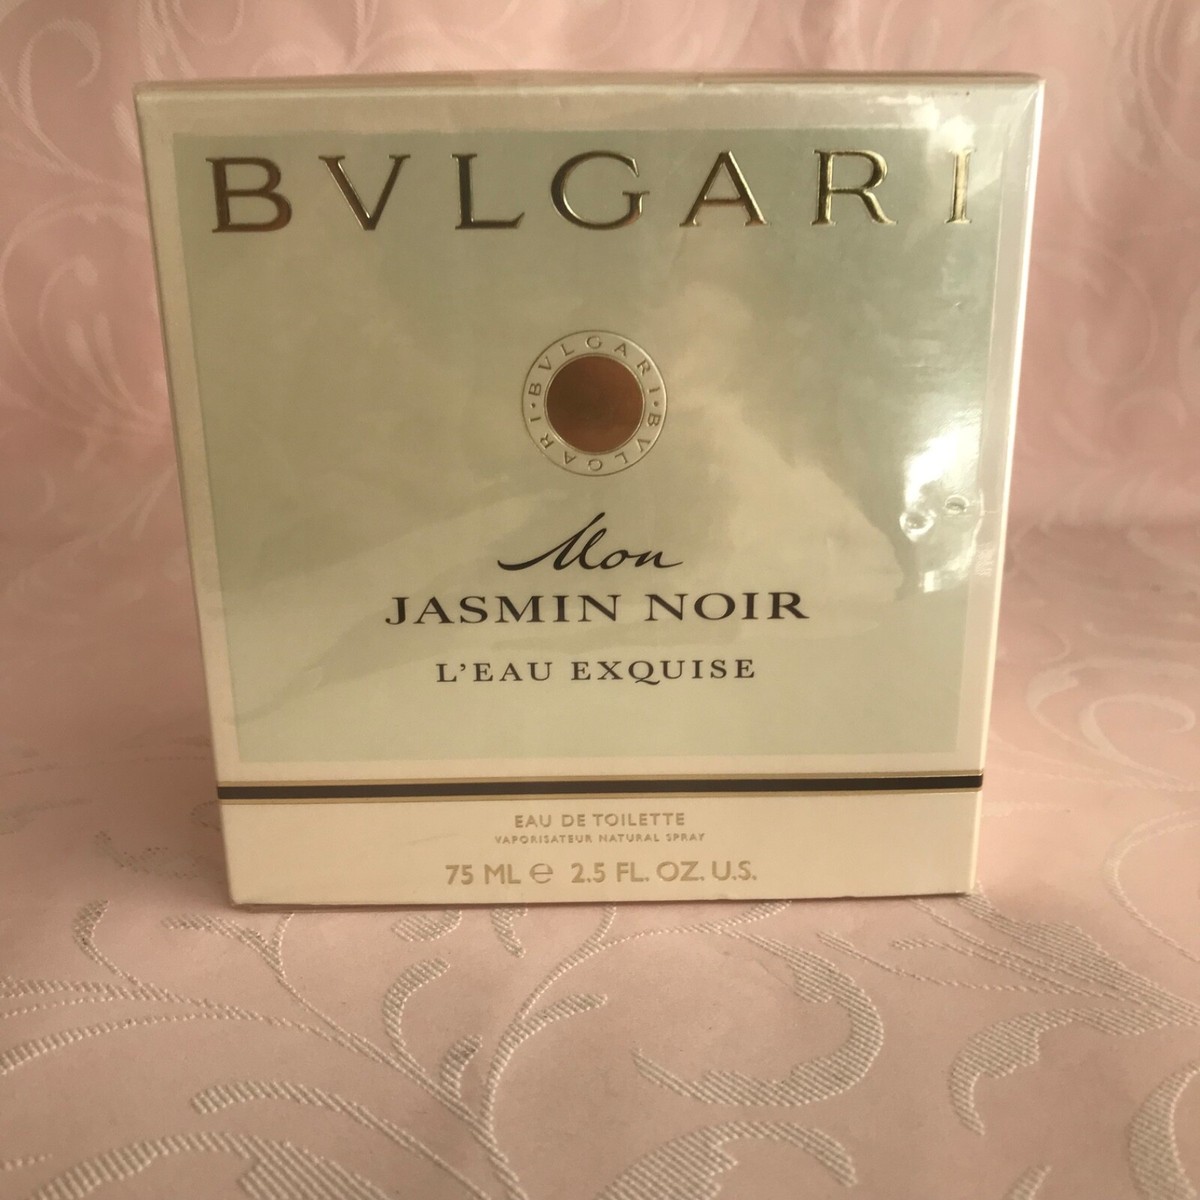 BVLGARI
BVLGARI · BVLGARI ·
Mon
JASMIN NOIR
L'EAU EXQUISE
EAU DE TOILETTE
VAPORISATEUR NATURAL SPRAY
75 ML ℮ 2.5 FL. OZ. U.S.